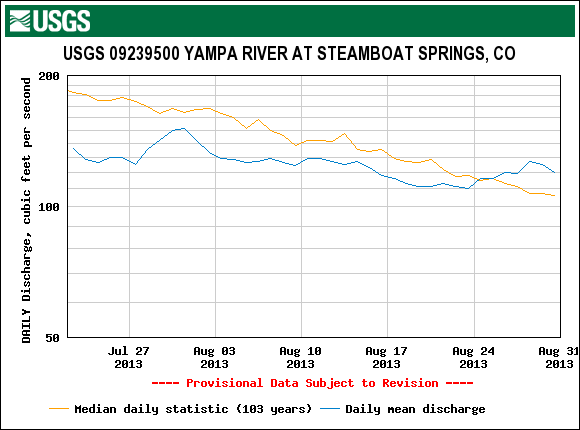 USGS
USGS 09239500 YAMPA RIVER AT STEAMBOAT SPRINGS, CO
DAILY Discharge, cubic feet per second
200
100
50
Jul 27 2013
Aug 03 2013
Aug 10 2013
Aug 17 2013
Aug 24 2013
Aug 31 2013
---- Provisional Data Subject to Revision ----
Median daily statistic (103 years)
Daily mean discharge